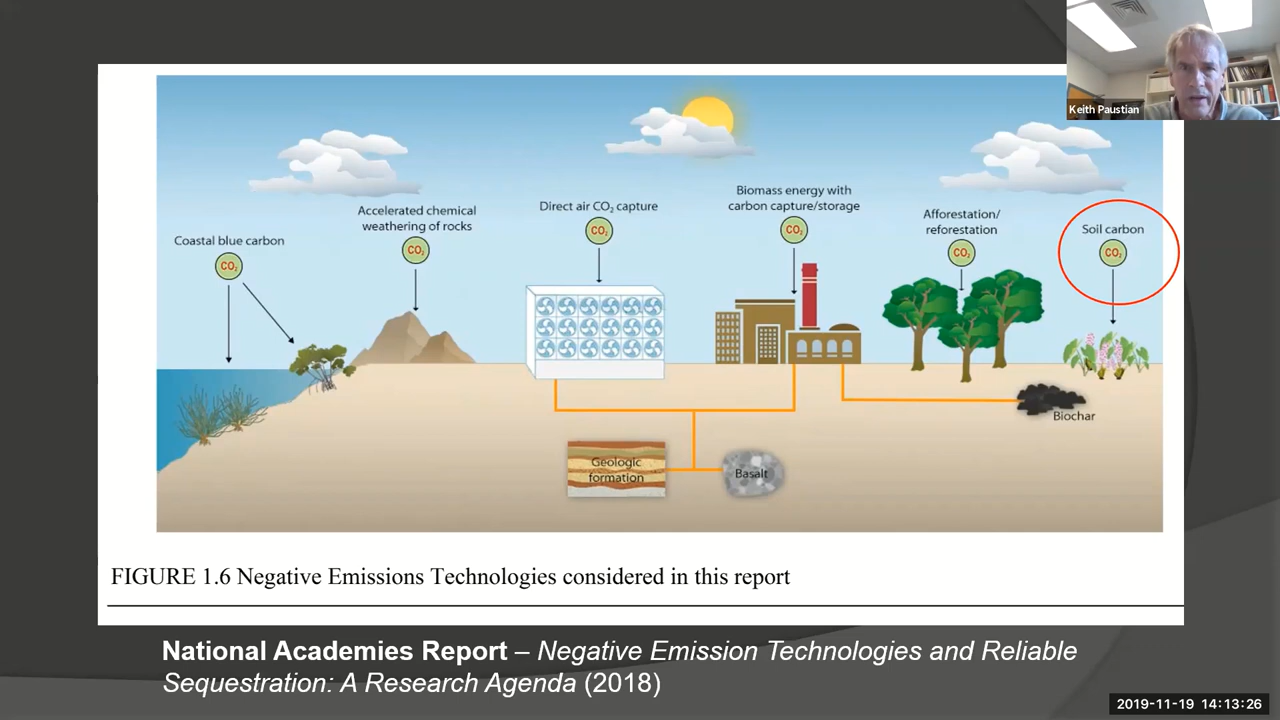 Keith Paustian
Biomass energy with
carbon capture/storage
Direct air CO₂ capture
Accelerated chemical
weathering of rocks
Afforestation/
reforestation
Soil carbon
Coastal blue carbon
CO₂
CO₂
CO₂
CO₂
CO₂
CO₂
Biochar
Geologic
formation
Basalt
FIGURE 1.6 Negative Emissions Technologies considered in this report
National Academies Report – Negative Emission Technologies and Reliable
Sequestration: A Research Agenda (2018)
2019-11-19 14:13:26